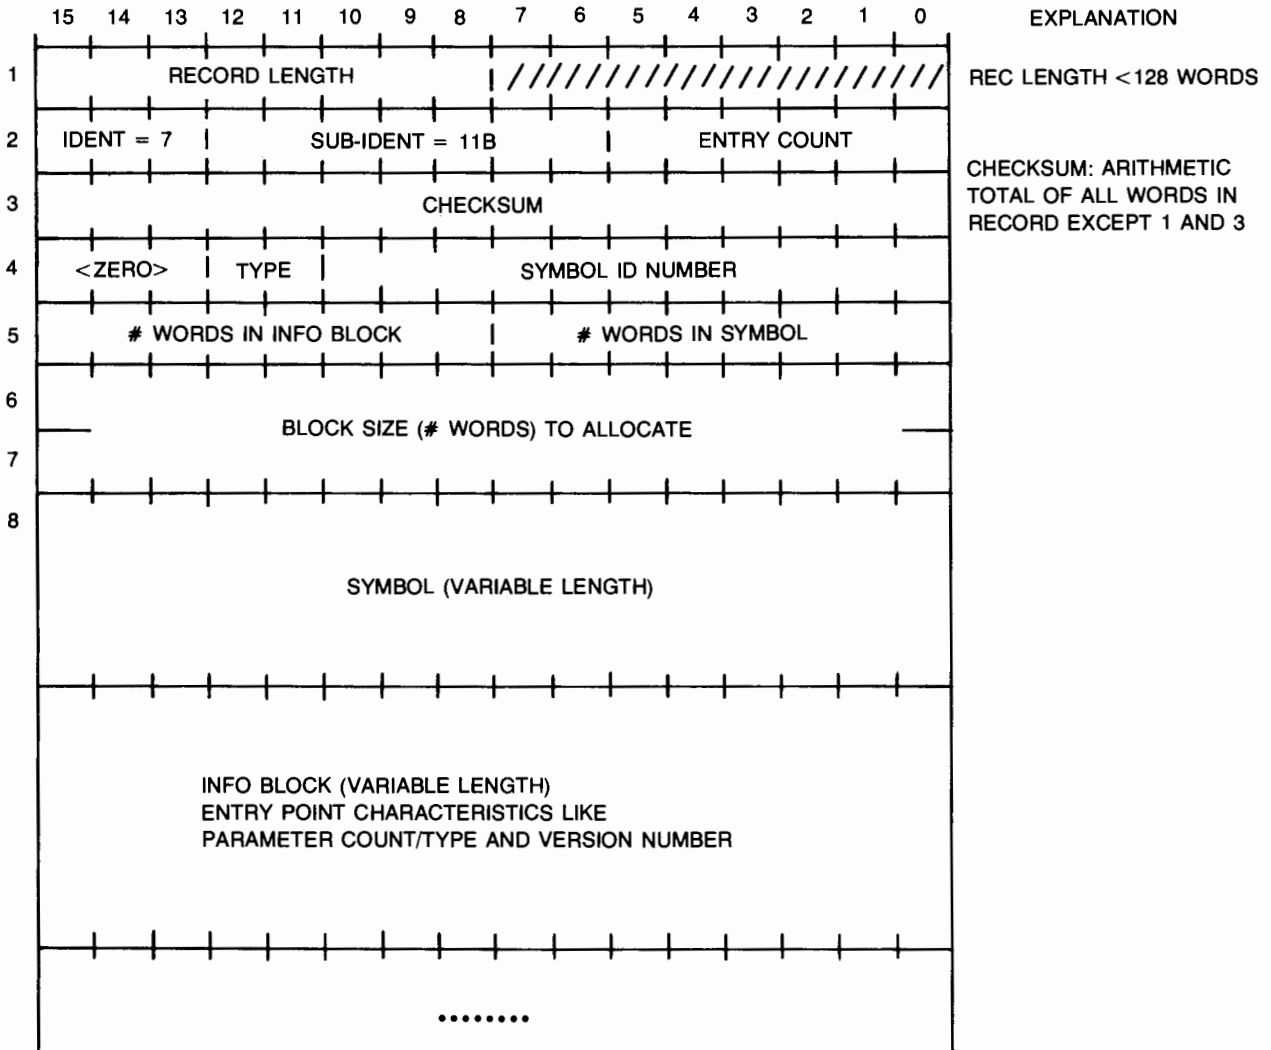 15 14 13 12 11 10 9 8 7 6 5 4 3 2 1 0 EXPLANATION
1 RECORD LENGTH REC LENGTH <128 WORDS
2 IDENT = 7 SUB-IDENT = 11B ENTRY COUNT
CHECKSUM: ARITHMETIC
TOTAL OF ALL WORDS IN
RECORD EXCEPT 1 AND 3
3 CHECKSUM
4 <ZERO> TYPE SYMBOL ID NUMBER
5 # WORDS IN INFO BLOCK # WORDS IN SYMBOL
6
BLOCK SIZE (# WORDS) TO ALLOCATE
7
8
SYMBOL (VARIABLE LENGTH)
INFO BLOCK (VARIABLE LENGTH)
ENTRY POINT CHARACTERISTICS LIKE
PARAMETER COUNT/TYPE AND VERSION NUMBER
........